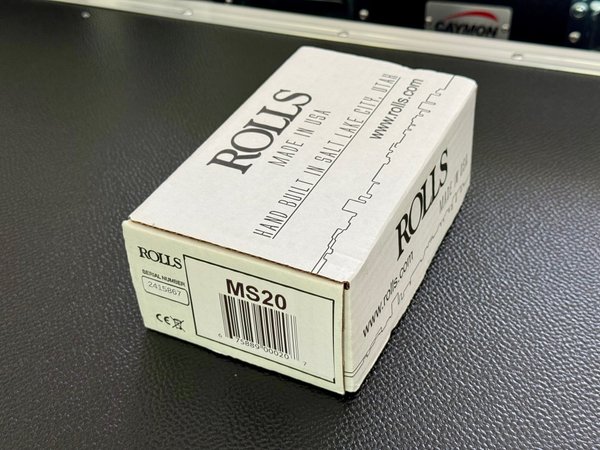 CAYMON
ROLLS
MADE IN USA
HAND BUILT IN SALT LAKE CITY, UTAH
www.rolls.com
ROLLS
MADE IN USA
www.rolls.com
ROLLS
SERIAL NUMBER
2415867
CE
MS20
6 75889 00020 7